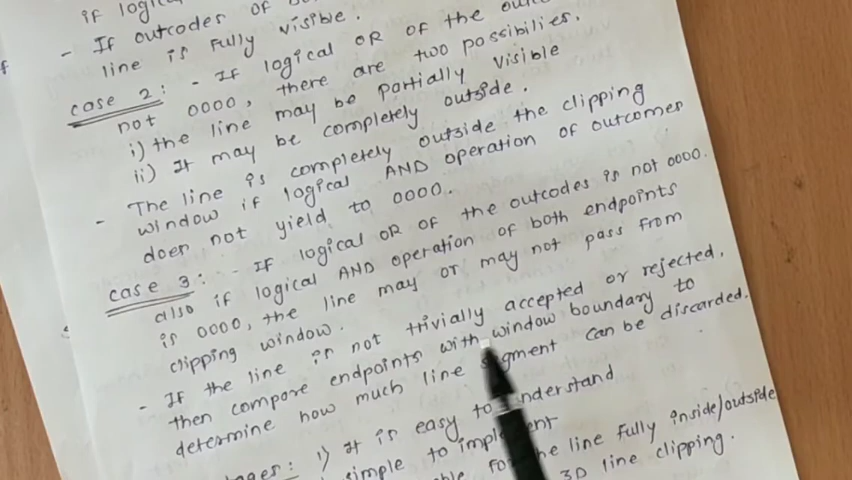 if logic
- If outcodes of
line is fully visible.
case 2: - If logical OR of the
not 0000, there are two possibilies.
i) the line may be partially visible
ii) It may be completely outside.
- The line is completely outside the clipping
window if logical AND operation of outcomes
does not yield to 0000.
case 3: - If logical OR of the outcodes is not 0000.
also if logical AND operation of both endpoints
is 0000, the line may or may not pass from
clipping window.
- If the line is not trivially accepted or rejected,
then compare endpoints with window boundary to
determine how much line segment can be discarded.
: i) It is easy to understand
simple to implement
for the line fully inside/outside
3D line clipping.